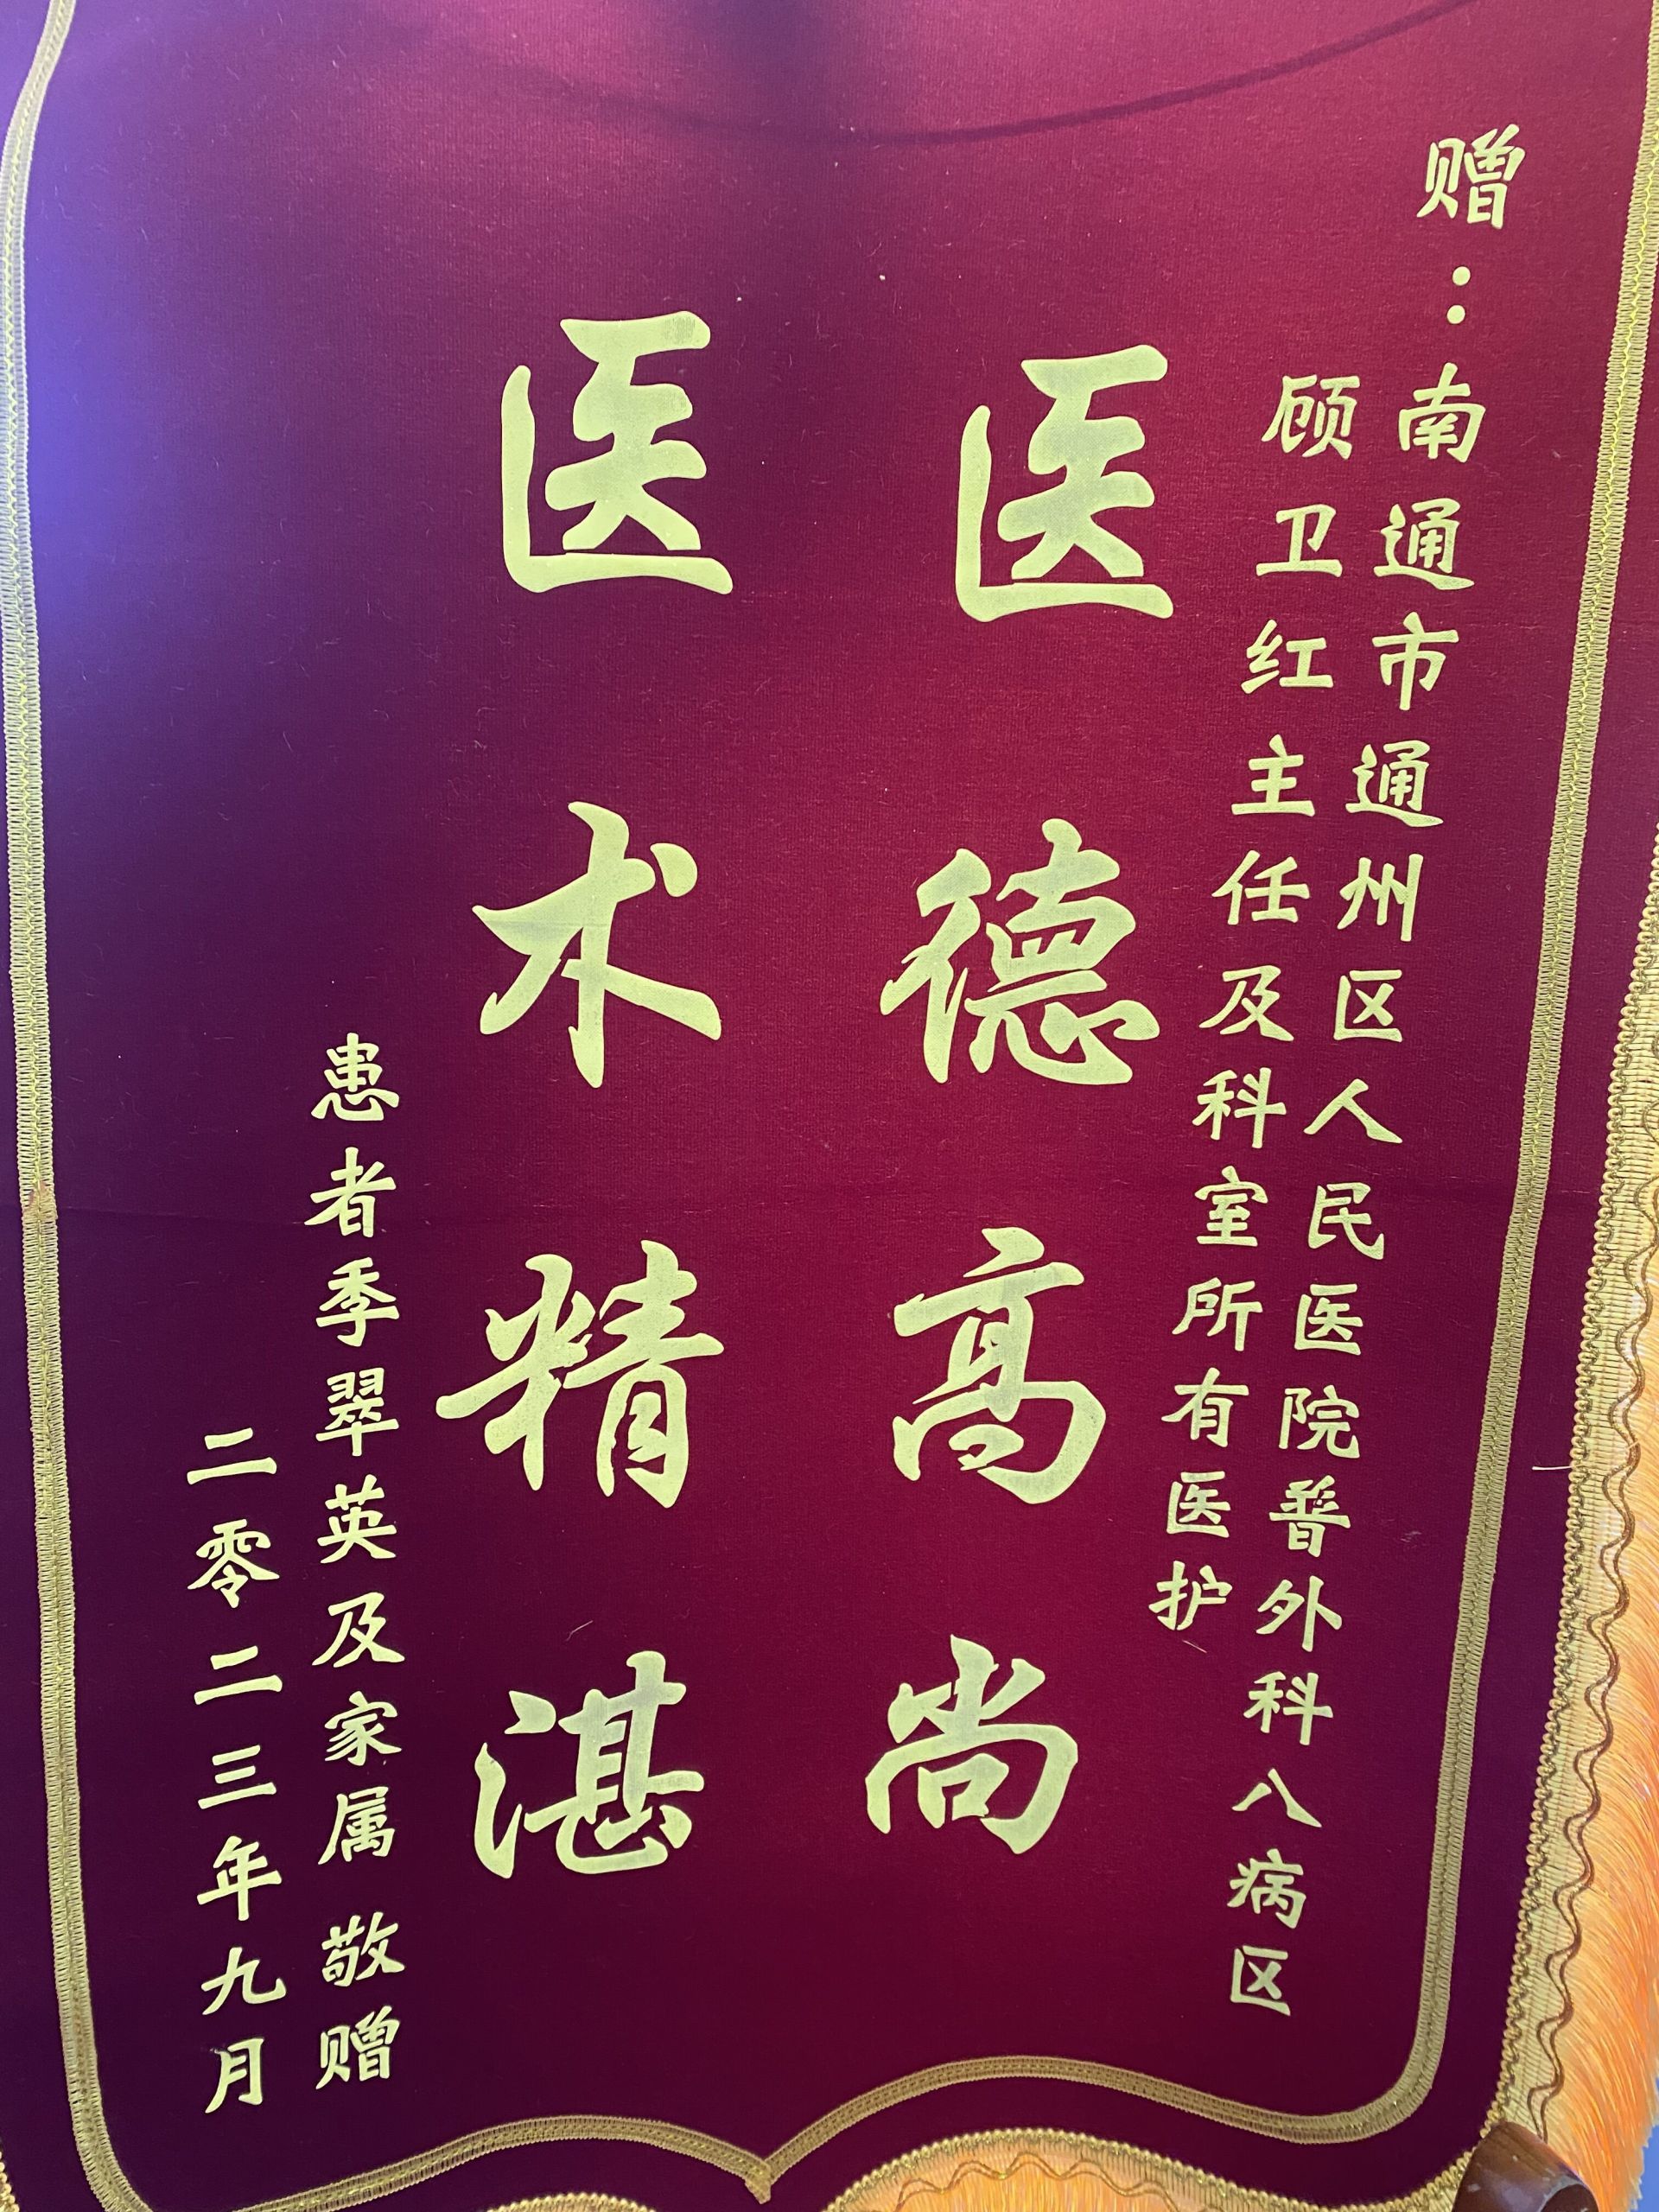 赠：南通市通州区人民医院普外科八病区
顾卫红主任及科室所有医护
医德高尚
医术精湛
患者季翠英及家属 敬赠
二零二三年九月